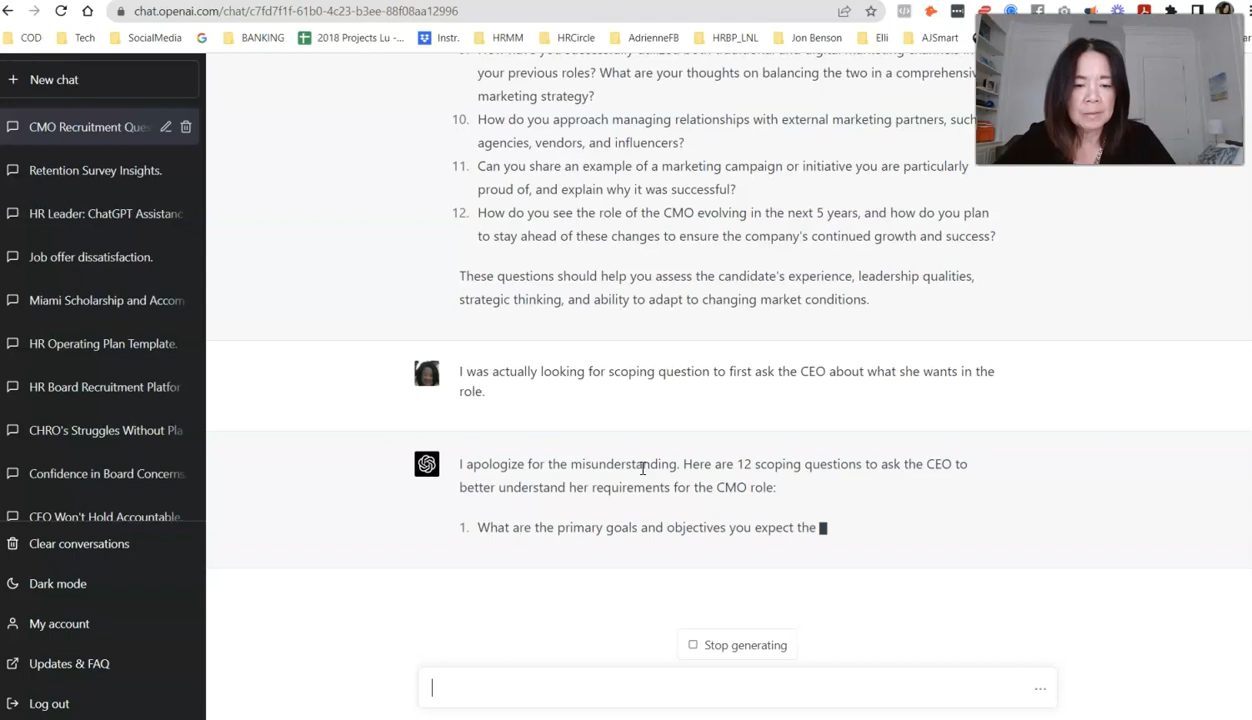 chat.openai.com/chat/c7fd7f1f-61b0-4c23-b3ee-88f08aa12996
COD
Tech
SocialMedia
BANKING
2018 Projects Lu -...
Instr.
HRMM
HRCircle
AdrienneFB
HRBP_LNL
Jon Benson
Elli
AJSmart
+ New chat
CMO Recruitment Ques
Retention Survey Insights.
HR Leader: ChatGPT Assistanc
Job offer dissatisfaction.
Miami Scholarship and Accom
HR Operating Plan Template.
HR Board Recruitment Platfor
CHRO's Struggles Without Pla
Confidence in Board Concerns
CEO Won't Hold Accountable
Clear conversations
Dark mode
My account
Updates & FAQ
Log out
your previous roles? What are your thoughts on balancing the two in a comprehensiv
marketing strategy?
10. How do you approach managing relationships with external marketing partners, such
agencies, vendors, and influencers?
11. Can you share an example of a marketing campaign or initiative you are particularly
proud of, and explain why it was successful?
12. How do you see the role of the CMO evolving in the next 5 years, and how do you plan
to stay ahead of these changes to ensure the company's continued growth and success?
These questions should help you assess the candidate's experience, leadership qualities,
strategic thinking, and ability to adapt to changing market conditions.
I was actually looking for scoping question to first ask the CEO about what she wants in the
role.
I apologize for the misunderstanding. Here are 12 scoping questions to ask the CEO to
better understand her requirements for the CMO role:
1. What are the primary goals and objectives you expect the
Stop generating
...